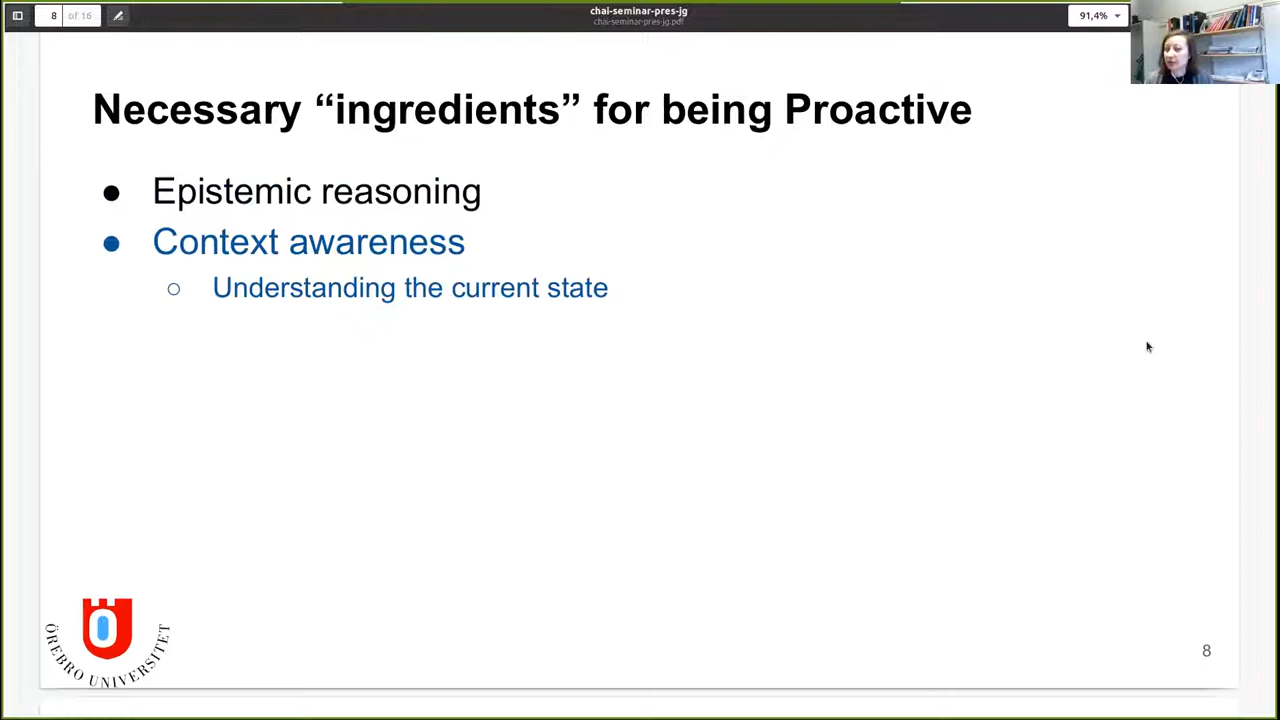 8 of 16
chai-seminar-pres-jg
chai-seminar-pres-jg.pdf
91,4%
Necessary “ingredients” for being Proactive
● Epistemic reasoning
● Context awareness
○ Understanding the current state
Ö
ÖREBRO UNIVERSITET
8